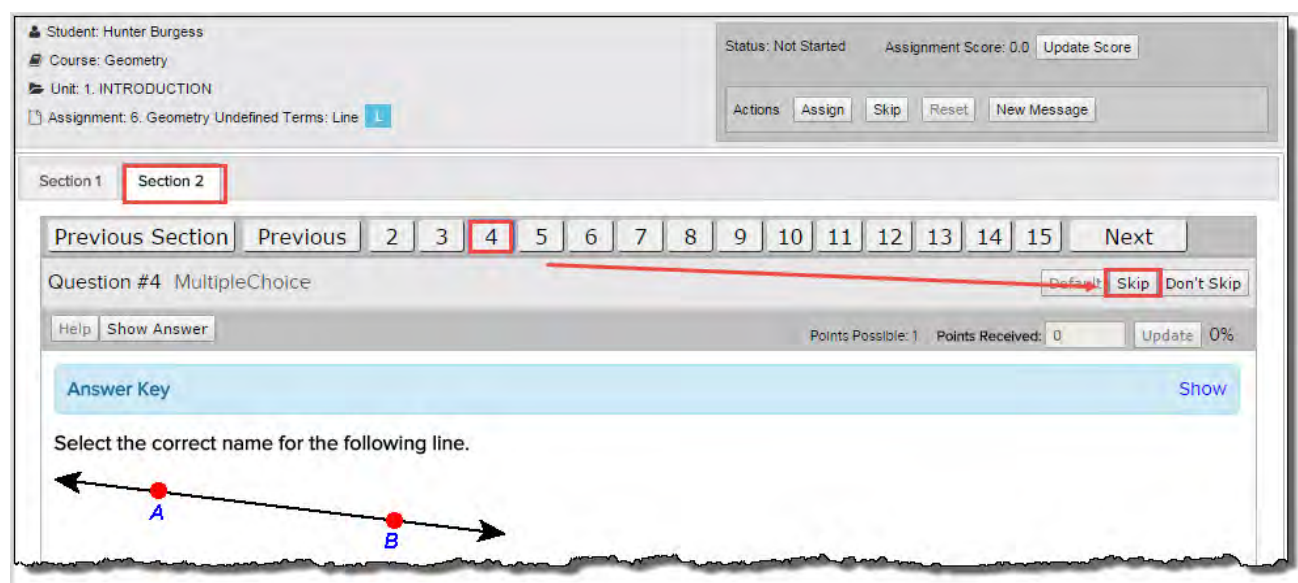 Student: Hunter Burgess
Course: Geometry
Unit: 1. INTRODUCTION
Assignment: 6. Geometry Undefined Terms: Line L
Status: Not Started Assignment Score: 0.0 Update Score
Actions Assign Skip Reset New Message
Section 1 Section 2
Previous Section Previous 2 3 4 5 6 7 8 9 10 11 12 13 14 15 Next
Question #4 MultipleChoice Default Skip Don't Skip
Help Show Answer Points Possible: 1 Points Received: 0 Update 0%
Answer Key Show
Select the correct name for the following line.
A
B